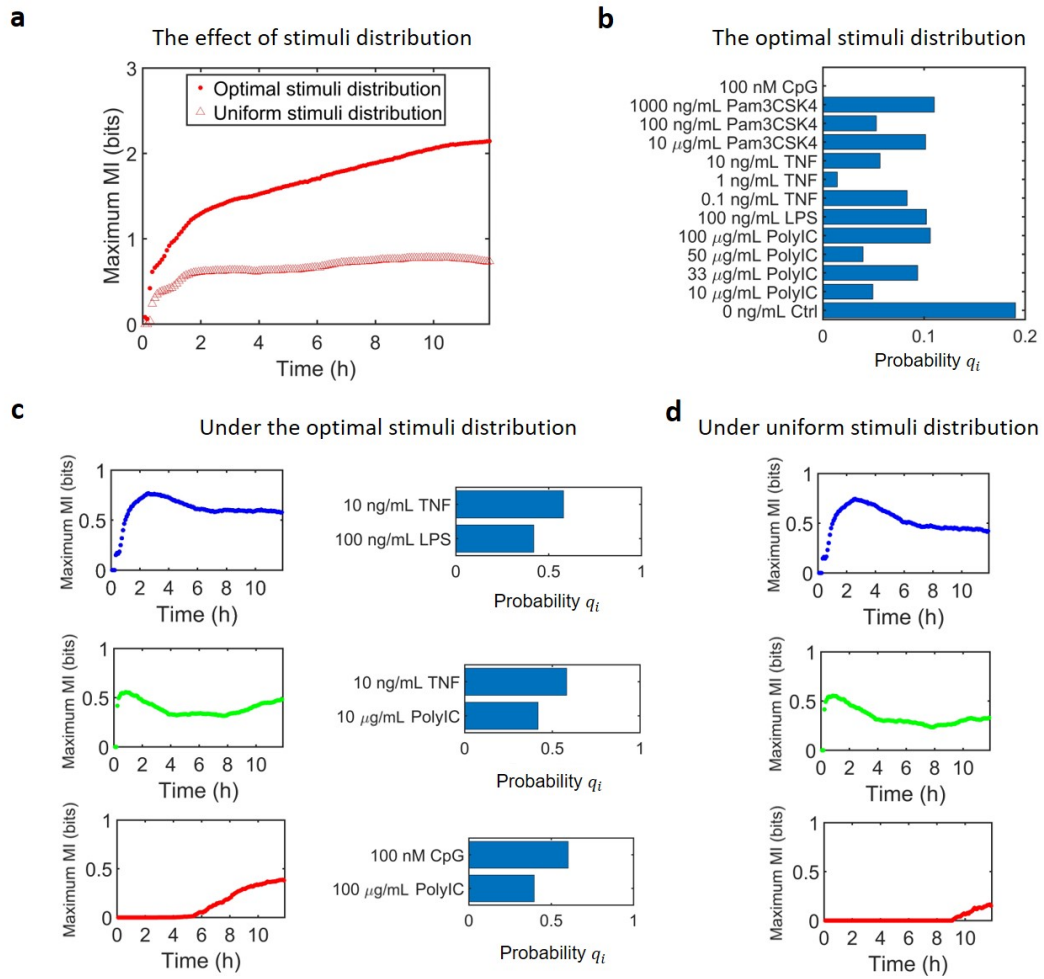 a
The effect of stimuli distribution
Maximum MI (bits)
3
2
1
0
Optimal stimuli distribution
Uniform stimuli distribution
0 2 4 6 8 10
Time (h)
b
The optimal stimuli distribution
100 nM CpG
1000 ng/mL Pam3CSK4
100 ng/mL Pam3CSK4
10 μg/mL Pam3CSK4
10 ng/mL TNF
1 ng/mL TNF
0.1 ng/mL TNF
100 ng/mL LPS
100 μg/mL PolyIC
50 μg/mL PolyIC
33 μg/mL PolyIC
10 μg/mL PolyIC
0 ng/mL Ctrl
0 0.1 0.2
Probability q_i
c
Under the optimal stimuli distribution
Maximum MI (bits)
1
0.5
0
0 2 4 6 8 10
Time (h)
10 ng/mL TNF
100 ng/mL LPS
0 0.5 1
Probability q_i
Maximum MI (bits)
1
0.5
0
0 2 4 6 8 10
Time (h)
10 ng/mL TNF
10 μg/mL PolyIC
0 0.5 1
Probability q_i
Maximum MI (bits)
1
0.5
0
0 2 4 6 8 10
Time (h)
100 nM CpG
100 μg/mL PolyIC
0 0.5 1
Probability q_i
d
Under uniform stimuli distribution
Maximum MI (bits)
1
0.5
0
0 2 4 6 8 10
Time (h)
Maximum MI (bits)
1
0.5
0
0 2 4 6 8 10
Time (h)
Maximum MI (bits)
1
0.5
0
0 2 4 6 8 10
Time (h)